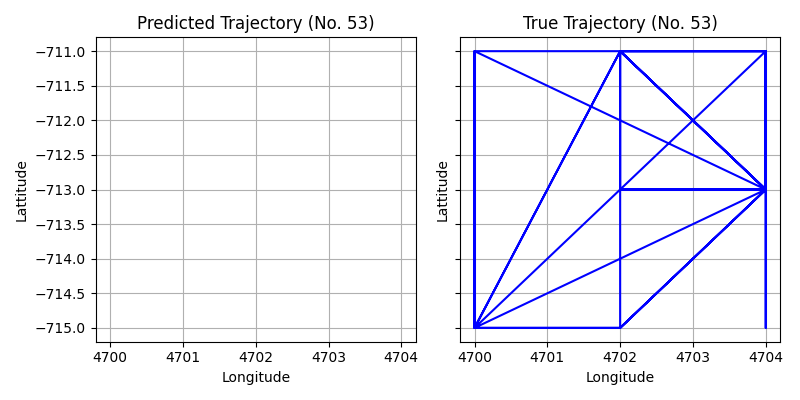 Predicted Trajectory (No. 53)
Lattitude
−711.0
−711.5
−712.0
−712.5
−713.0
−713.5
−714.0
−714.5
−715.0
4700 4701 4702 4703 4704
Longitude
True Trajectory (No. 53)
Lattitude
4700 4701 4702 4703 4704
Longitude